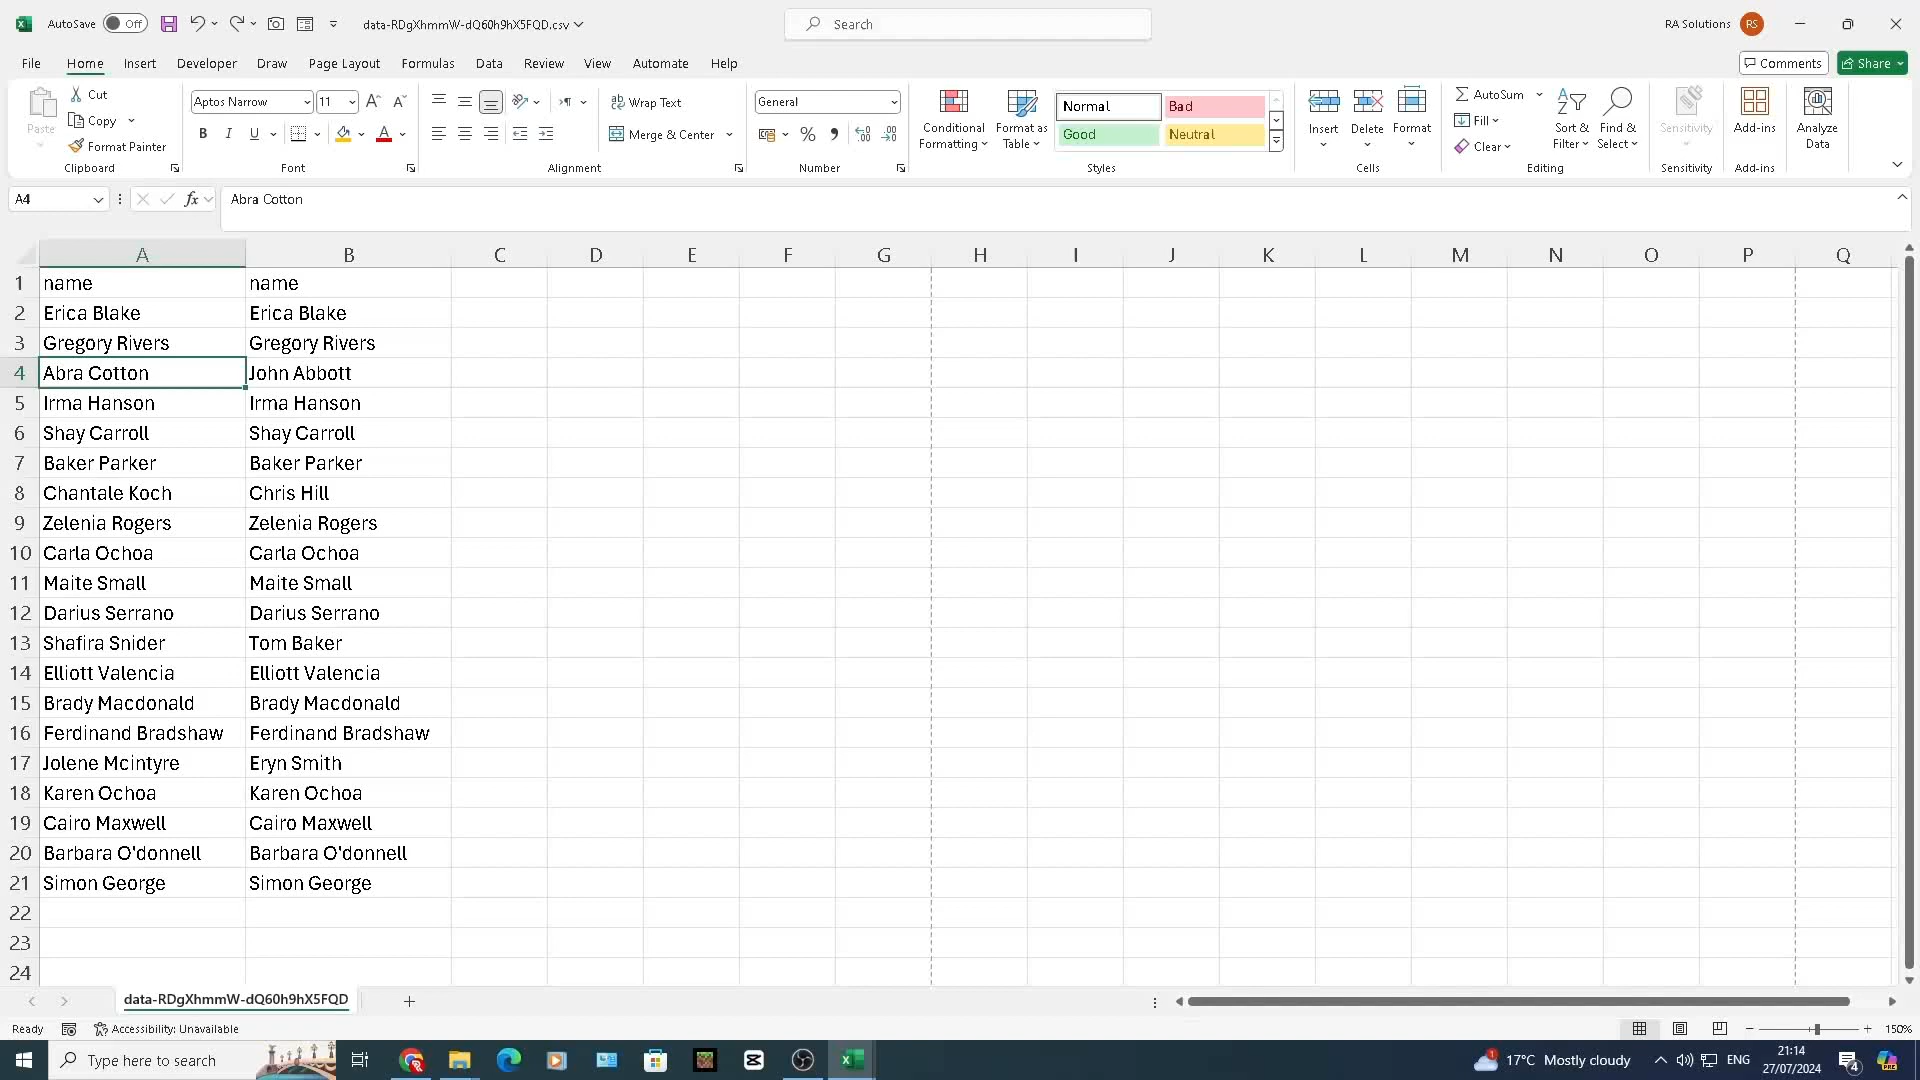 AutoSave Off data-RDgXhmmW-dQ60h9hX5FQD.csv Search RA Solutions RS
File Home Insert Developer Draw Page Layout Formulas Data Review View Automate Help Comments Share
Paste Cut Copy Format Painter Clipboard
Aptos Narrow 11 B I U Font
Wrap Text Merge & Center Alignment
General Number
Conditional Formatting Format as Table Normal Bad Good Neutral Styles
Insert Delete Format Cells
AutoSum Fill Clear Sort & Filter Find & Select Editing
Sensitivity Sensitivity
Add-ins Add-ins
Analyze Data
A4 fx Abra Cotton
A B C D E F G H I J K L M N O P Q
1 name name
2 Erica Blake Erica Blake
3 Gregory Rivers Gregory Rivers
4 Abra Cotton John Abbott
5 Irma Hanson Irma Hanson
6 Shay Carroll Shay Carroll
7 Baker Parker Baker Parker
8 Chantale Koch Chris Hill
9 Zelenia Rogers Zelenia Rogers
10 Carla Ochoa Carla Ochoa
11 Maite Small Maite Small
12 Darius Serrano Darius Serrano
13 Shafira Snider Tom Baker
14 Elliott Valencia Elliott Valencia
15 Brady Macdonald Brady Macdonald
16 Ferdinand Bradshaw Ferdinand Bradshaw
17 Jolene Mcintyre Eryn Smith
18 Karen Ochoa Karen Ochoa
19 Cairo Maxwell Cairo Maxwell
20 Barbara O'donnell Barbara O'donnell
21 Simon George Simon George
22
23
24
data-RDgXhmmW-dQ60h9hX5FQD
Ready Accessibility: Unavailable 150%
Type here to search 1 17°C Mostly cloudy ENG 21:14 4
27/07/2024